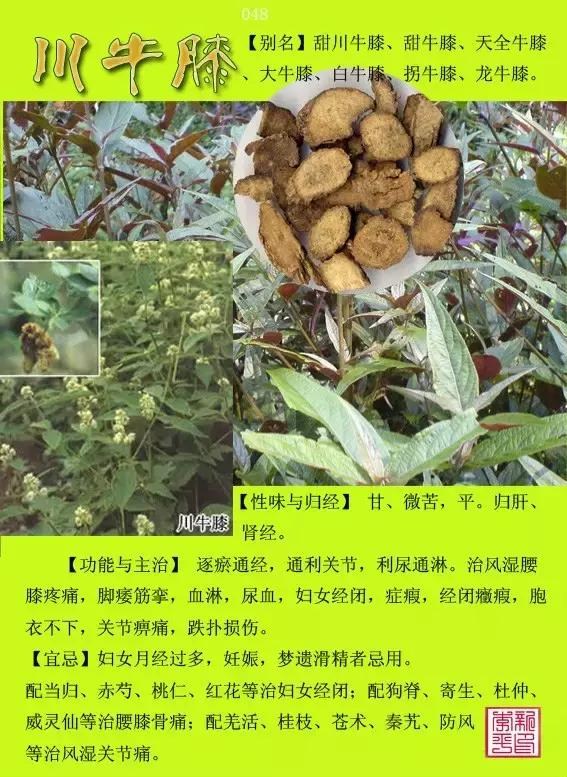 048
川牛膝
【别名】甜川牛膝、甜牛膝、天全牛膝
、大牛膝、白牛膝、拐牛膝、龙牛膝。
川牛膝
【性味与归经】 甘、微苦，平。归肝、
肾经。
【功能与主治】 逐瘀通经，通利关节，利尿通淋。治风湿腰
膝疼痛，脚痿筋挛，血淋，尿血，妇女经闭，症瘕，经闭癥瘕，胞
衣不下，关节痹痛，跌扑损伤。
【宜忌】妇女月经过多，妊娠，梦遗滑精者忌用。
配当归、赤芍、桃仁、红花等治妇女经闭；配狗脊、寄生、杜仲、
威灵仙等治腰膝骨痛；配羌活、桂枝、苍术、秦艽、防风
等治风湿关节痛。